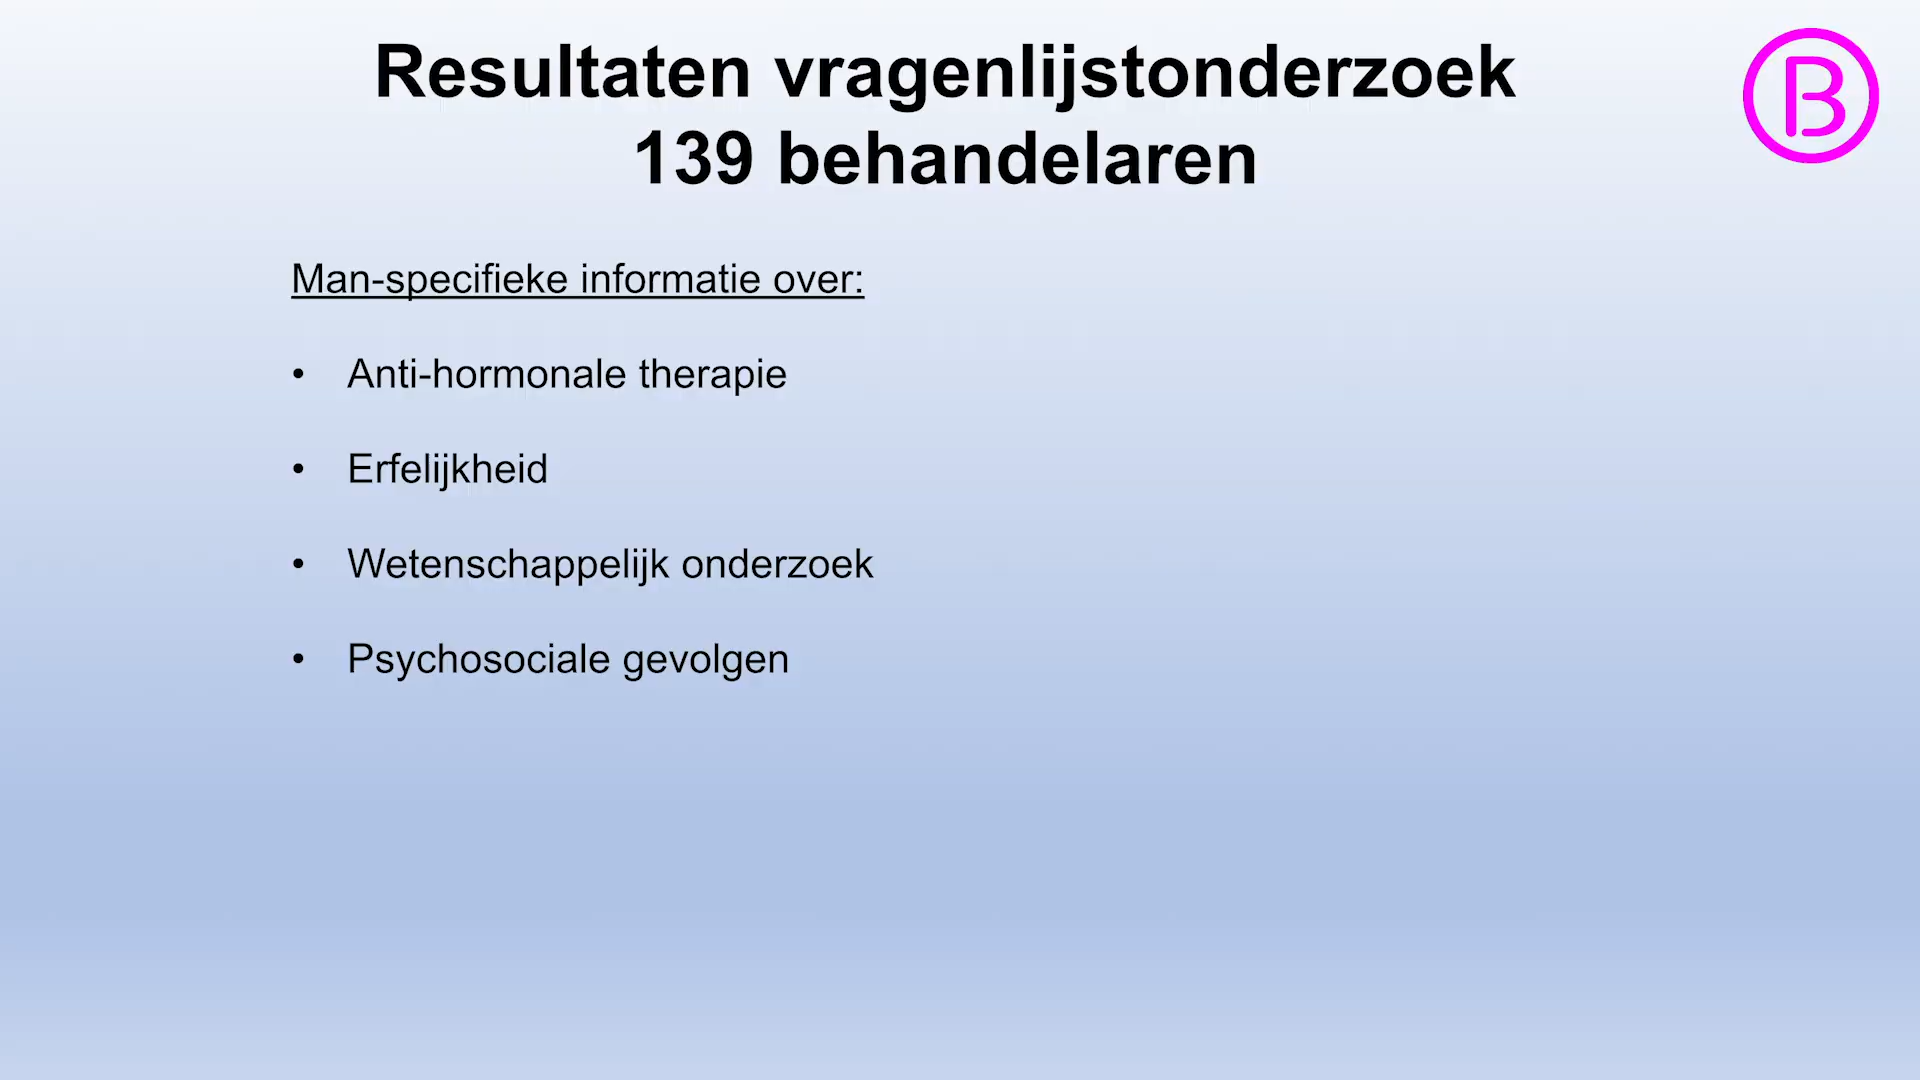 Resultaten vragenlijstonderzoek
139 behandelaren
B
Man-specifieke informatie over:
• Anti-hormonale therapie
• Erfelijkheid
• Wetenschappelijk onderzoek
• Psychosociale gevolgen